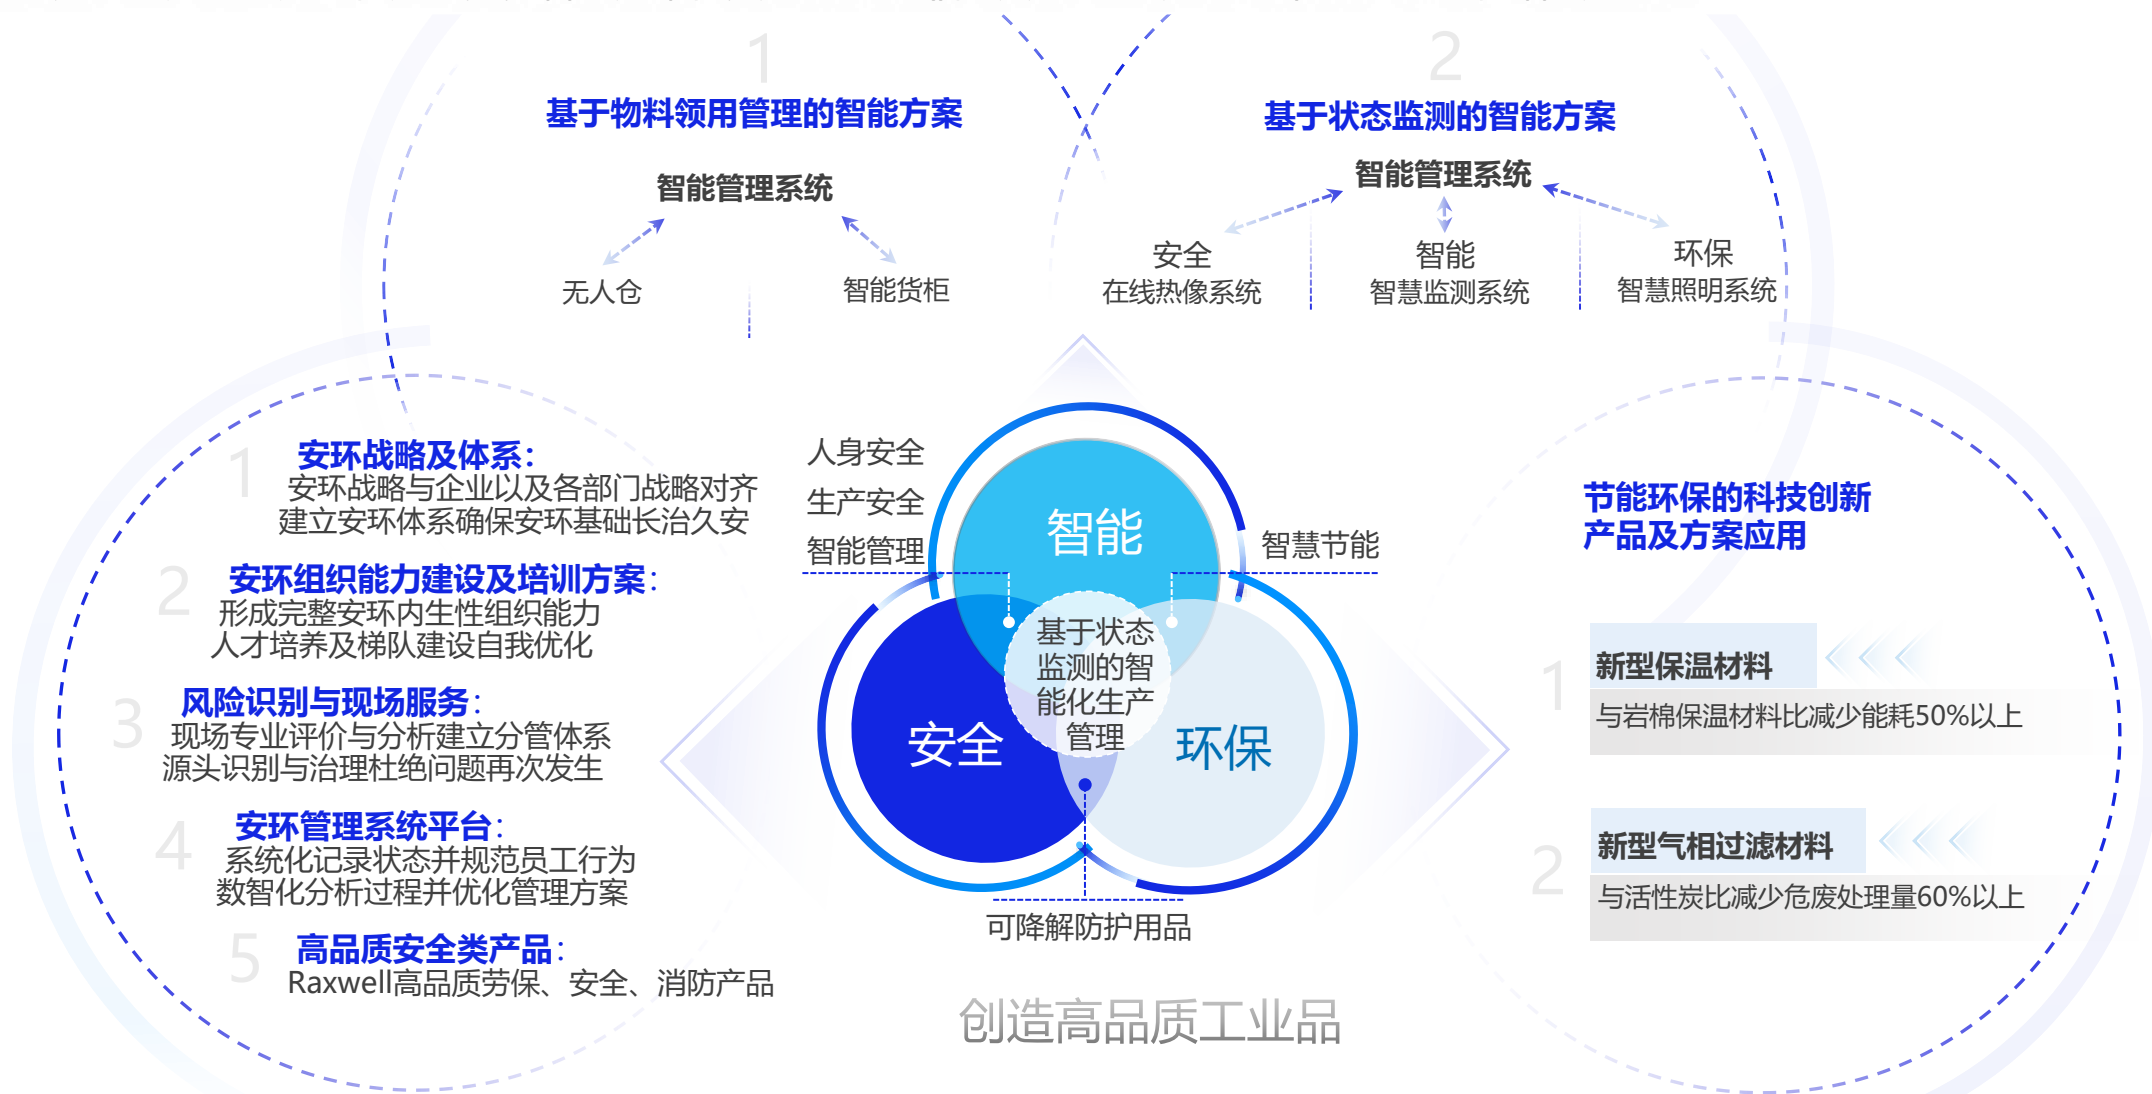 1
基于物料领用管理的智能方案
智能管理系统
无人仓
智能货柜
2
基于状态监测的智能方案
智能管理系统
安全
在线热像系统
智能
智慧监测系统
环保
智慧照明系统
1
安环战略及体系：
安环战略与企业以及各部门战略对齐
建立安环体系确保安环基础长治久安
2
安环组织能力建设及培训方案：
形成完整安环内生性组织能力
人才培养及梯队建设自我优化
3
风险识别与现场服务：
现场专业评价与分析建立分管体系
源头识别与治理杜绝问题再次发生
4
安环管理系统平台：
系统化记录状态并规范员工行为
数智化分析过程并优化管理方案
5
高品质安全类产品：
Raxwell高品质劳保、安全、消防产品
人身安全
生产安全
智能管理
智慧节能
智能
安全
环保
基于状态
监测的智
能化生产
管理
可降解防护用品
创造高品质工业品
节能环保的科技创新
产品及方案应用
1
新型保温材料
与岩棉保温材料比减少能耗50%以上
2
新型气相过滤材料
与活性炭比减少危废处理量60%以上